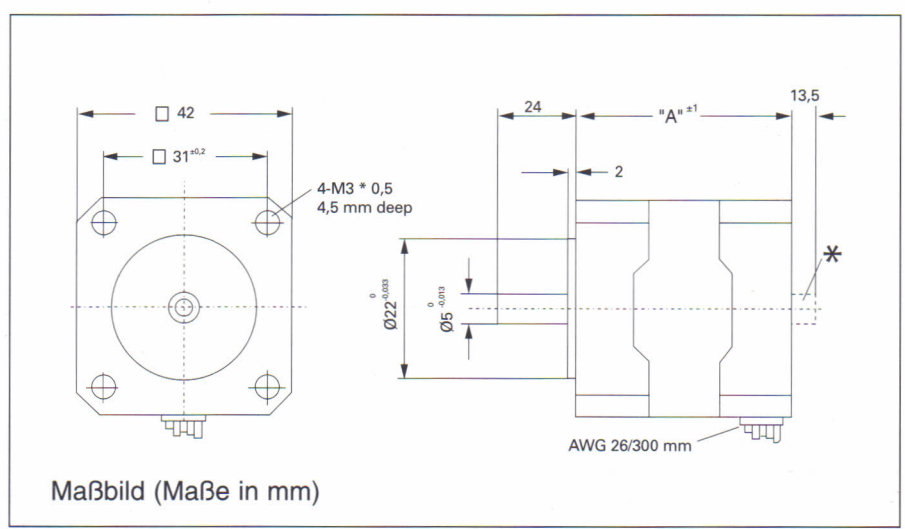 □ 42
□ 31±0,2
4-M3 * 0,5
4,5 mm deep
24
"A"±1
13,5
2
*
Ø22 0 -0,033
Ø5 0 -0,013
AWG 26/300 mm
Maßbild (Maße in mm)